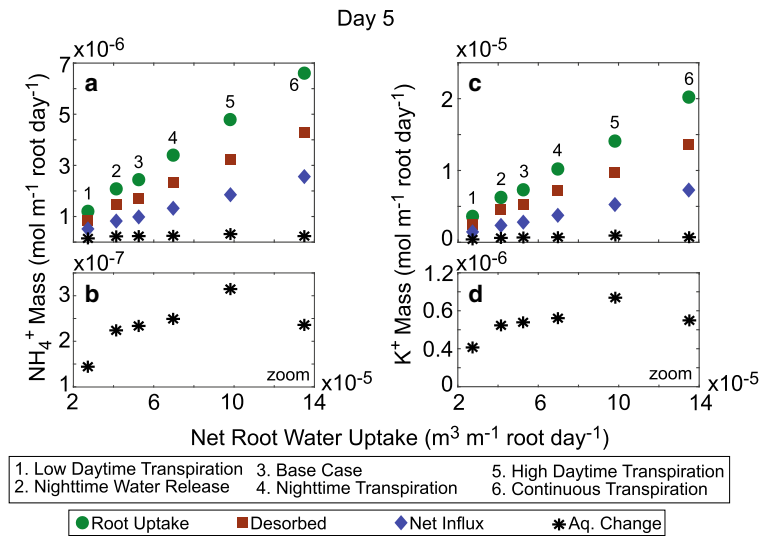 Day 5
x10-6
7
5
3
1
a
1
2
3
4
5
6
NH4+ Mass (mol m-1 root day-1)
x10-7
3
2
1
b
zoom
2
6
10
14
x10-5
x10-5
2
1
0
c
1
2
3
4
5
6
K+ Mass (mol m-1 root day-1)
x10-6
1.2
0.6
0.4
0
d
zoom
2
6
10
14
x10-5
Net Root Water Uptake (m3 m-1 root day-1)
1. Low Daytime Transpiration 3. Base Case 5. High Daytime Transpiration
2. Nighttime Water Release 4. Nighttime Transpiration 6. Continuous Transpiration
Root Uptake Desorbed Net Influx Aq. Change